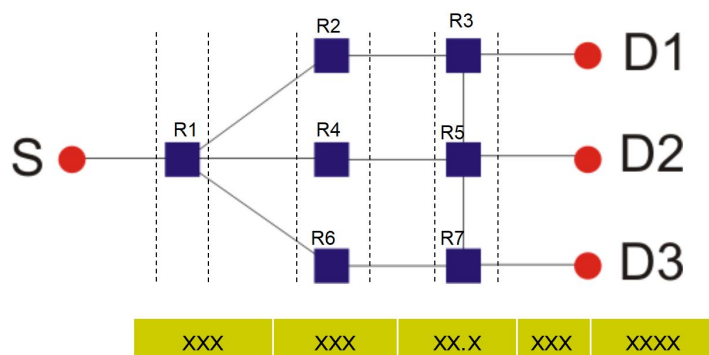 R2 R3
D1
R1 R4 R5
S D2
R6 R7
D3
xxx xxx xx.x xxx xxxx